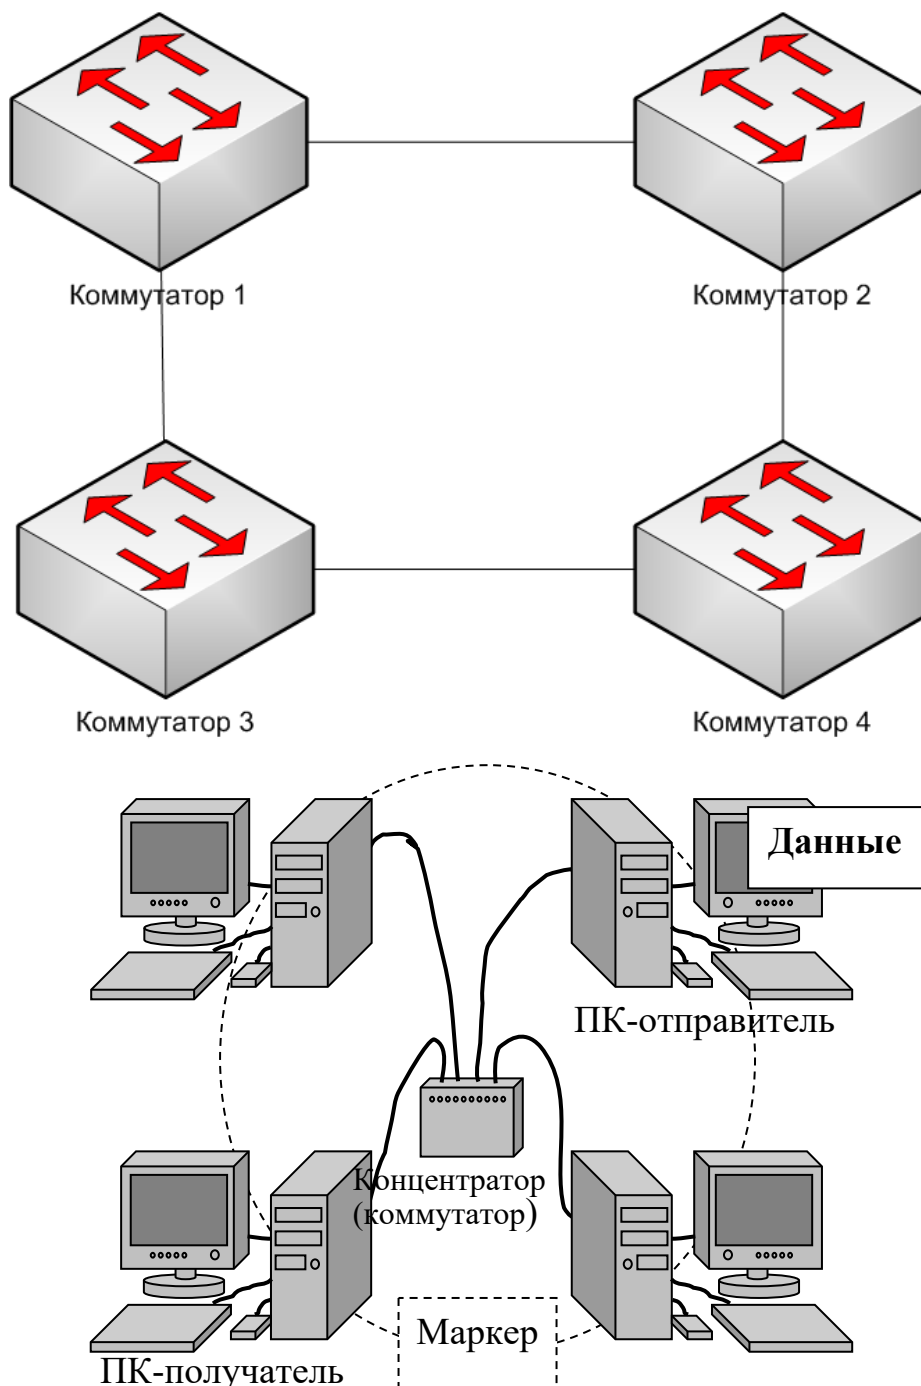 Коммутатор 1
Коммутатор 2
Коммутатор 3
Коммутатор 4
Данные
ПК-отправитель
Концентратор
(коммутатор)
Маркер
ПК-получатель